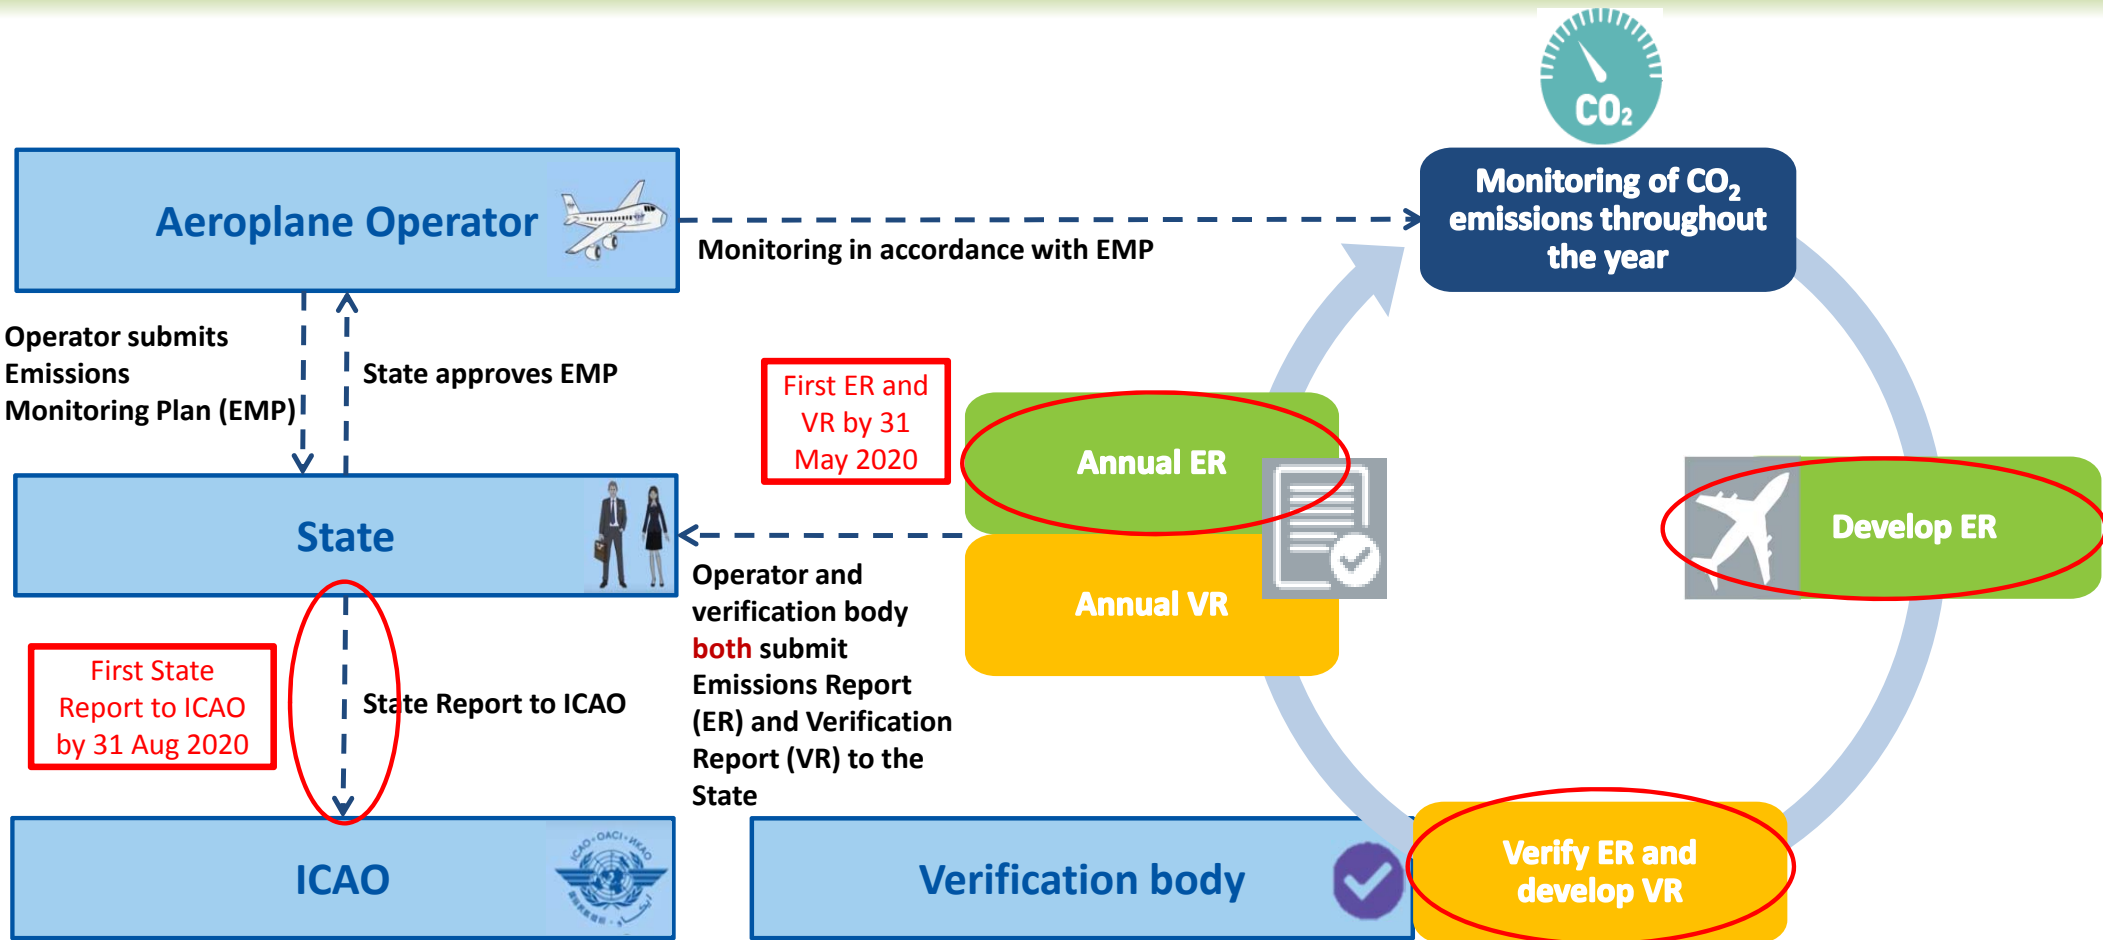 CO₂
Aeroplane Operator
Monitoring in accordance with EMP
Monitoring of CO₂
emissions throughout
the year
Operator submits
Emissions
Monitoring Plan (EMP)
State approves EMP
First ER and
VR by 31
May 2020
Annual ER
Develop ER
State
Annual VR
Operator and
verification body
both submit
Emissions Report
(ER) and Verification
Report (VR) to the
State
First State
Report to ICAO
by 31 Aug 2020
State Report to ICAO
ICAO
ICAO · OACI · ИКАО
Verification body
Verify ER and
develop VR